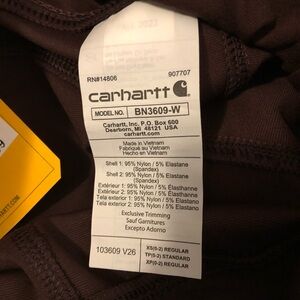 RN#14806 907707
carhartt
MODEL NO. BN3609-W
Carhartt, Inc. P.O. Box 600
Dearborn, MI 48121 USA
carhartt.com
Made in Vietnam
Fabriqué au Vietnam
Hecho en Vietnam
Shell 1: 95% Nylon / 5% Elastane
(Spandex)
Shell 2: 95% Nylon / 5% Elastane
(Spandex)
Extérieur 1: 95% Nylon / 5% Élasthanne
Extérieur 2: 95% Nylon / 5% Élasthanne
Tela exterior 1: 95% Nylon / 5% Elastano
Tela exterior 2: 95% Nylon / 5% Elastano
Exclusive Trimming
Sauf Garnitures
Excepto Adorno
103609 V26
XS(0-2) REGULAR
TP(0-2) STANDARD
XP(0-2) REGULAR